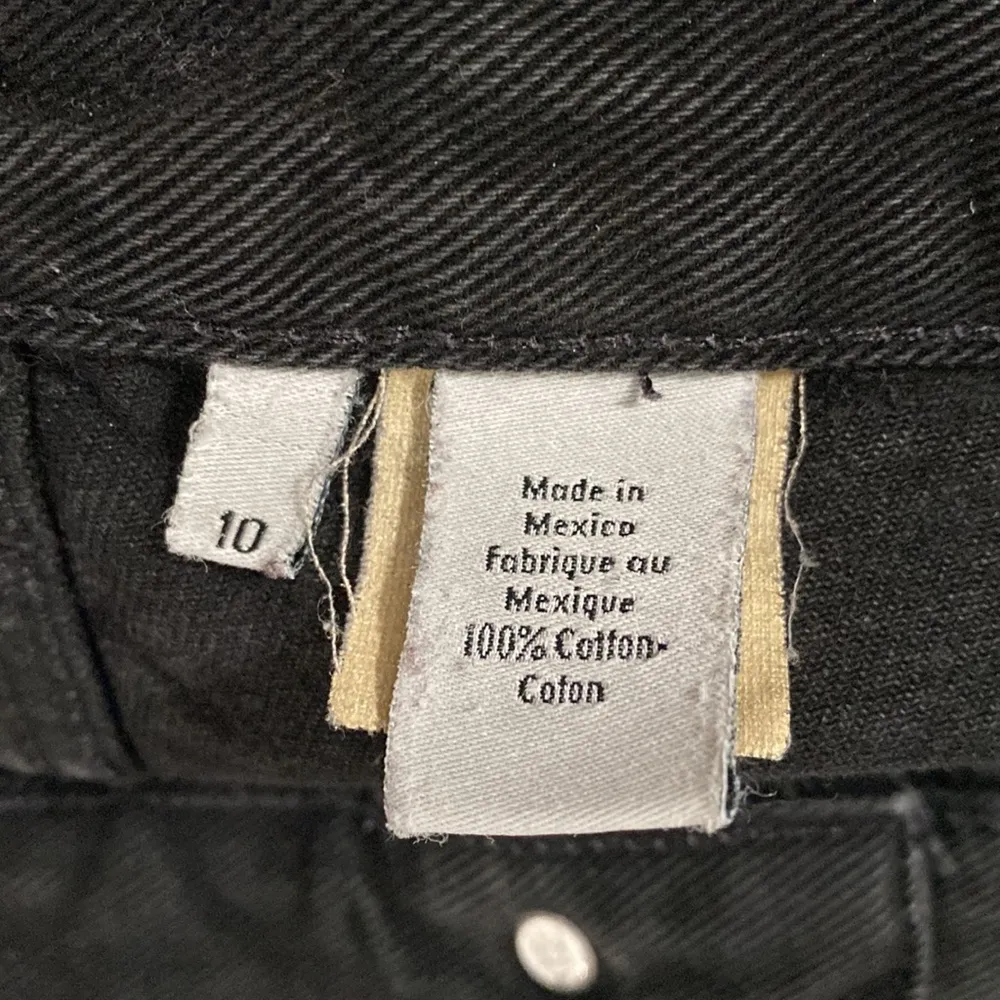 10
Made in
Mexico
Fabrique au
Mexique
100% Cotton-
Coton